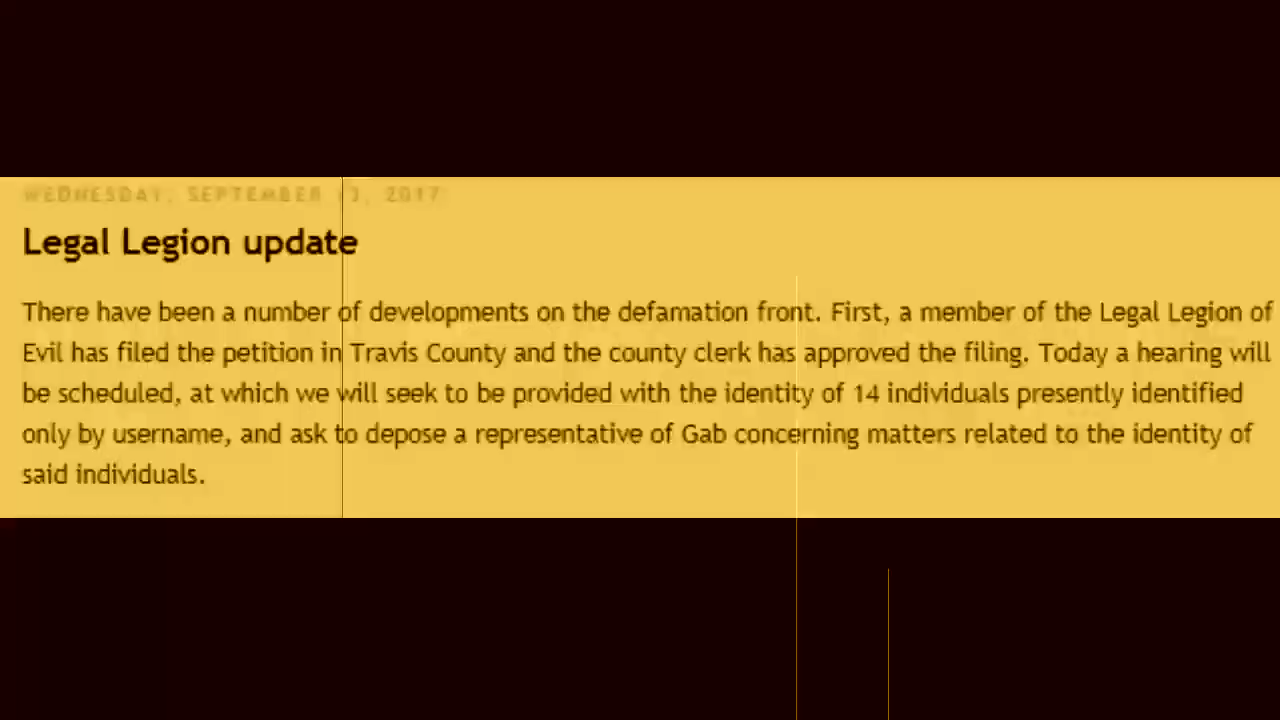 WEDNESDAY, SEPTEMBER 13, 2017
Legal Legion update
There have been a number of developments on the defamation front. First, a member of the Legal Legion of
Evil has filed the petition in Travis County and the county clerk has approved the filing. Today a hearing will
be scheduled, at which we will seek to be provided with the identity of 14 individuals presently identified
only by username, and ask to depose a representative of Gab concerning matters related to the identity of
said individuals.